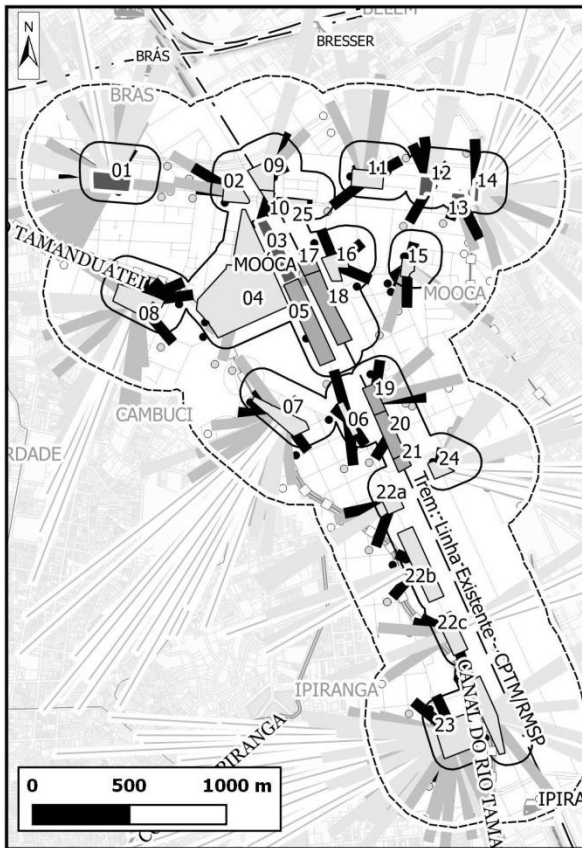 BELÉM
N
BRÁS
BRESSER
BRÁS
01
02
09
11
12
14
13
10
25
03
MOÓCA
17
16
15
MOOCA
O TAMANDUATEÍ
08
04
05
18
CAMBUCI
07
06
19
20
21
24
RDADE
22a
Trem - Linha Existente - CPTM/RMSP
22b
22c
IPIRANGA
CANAL DO RIO TAMA
23
IPIRANGA
0 500 1000 m
IPIRA